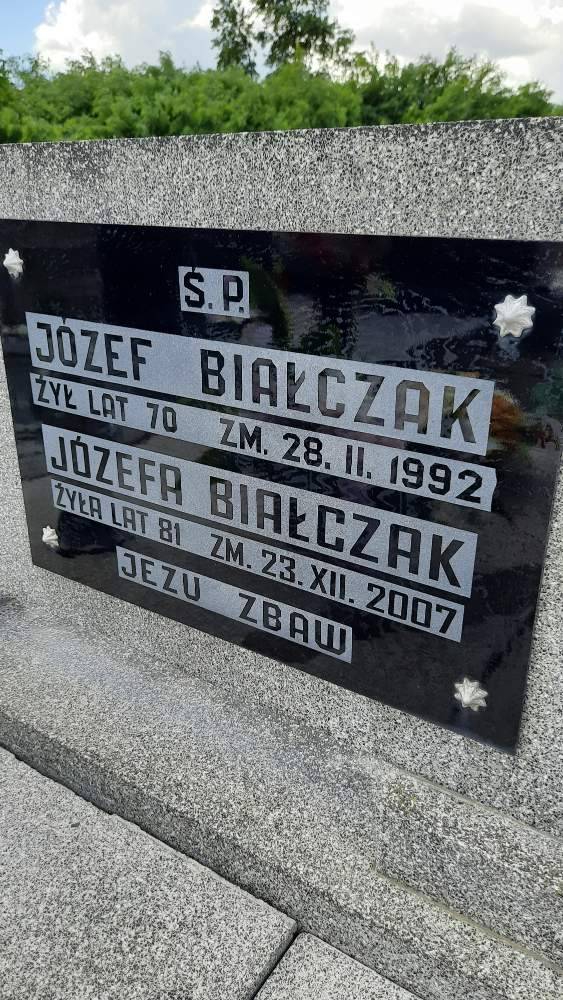 Ś. P.
JÓZEF BIAŁCZAK
ŻYŁ LAT 70 ZM. 28. II. 1992
JÓZEFA BIAŁCZAK
ŻYŁA LAT 81 ZM. 23. XII. 2007
JEZU ZBAW